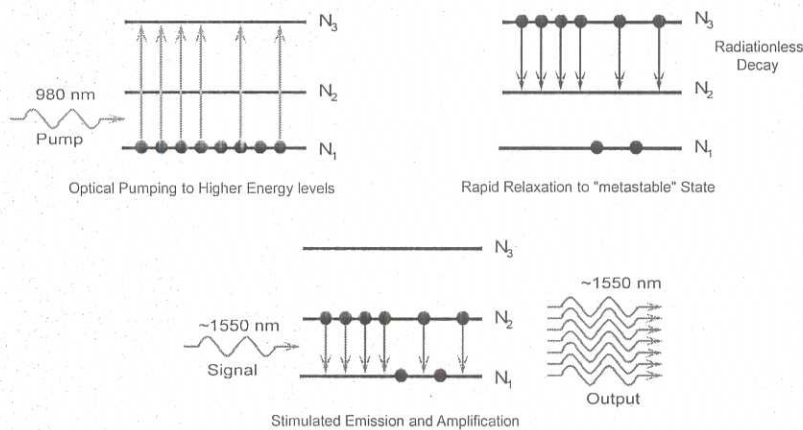 N₃
N₂
980 nm
Pump
N₁
Optical Pumping to Higher Energy levels
N₃
Radiationless
Decay
N₂
N₁
Rapid Relaxation to "metastable" State
N₃
~1550 nm
N₂
~1550 nm
Signal
N₁
Output
Stimulated Emission and Amplification